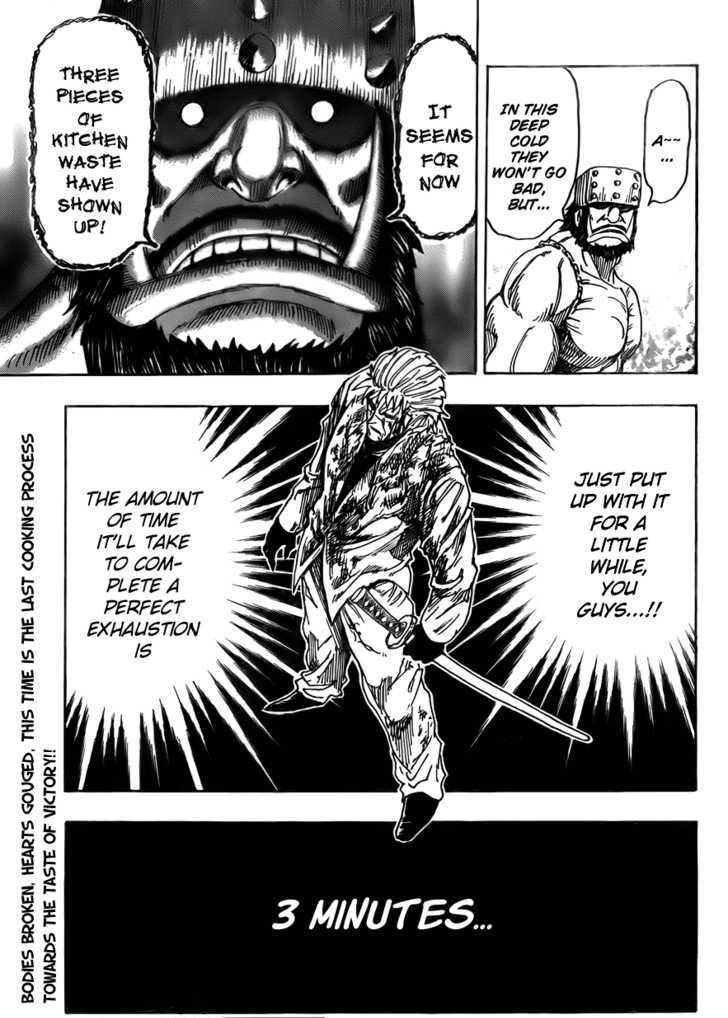 A~~
...
IN THIS
DEEP
COLD
THEY
WON'T GO
BAD,
BUT...
IT
SEEMS
FOR
NOW
THREE
PIECES
OF
KITCHEN
WASTE
HAVE
SHOWN
UP!
JUST PUT
UP WITH IT
FOR A
LITTLE
WHILE,
YOU
GUYS...!!
THE AMOUNT
OF TIME
IT'LL TAKE
TO COM-
PLETE A
PERFECT
EXHAUSTION
IS
3 MINUTES...
BODIES BROKEN, HEARTS GOUGED, THIS TIME IS THE LAST COOKING PROCESS
TOWARDS THE TASTE OF VICTORY!!